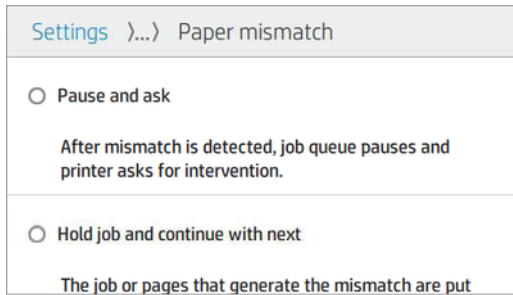 Settings 〉...〉 Paper mismatch
Pause and ask
After mismatch is detected, job queue pauses and
printer asks for intervention.
Hold job and continue with next
The job or pages that generate the mismatch are put